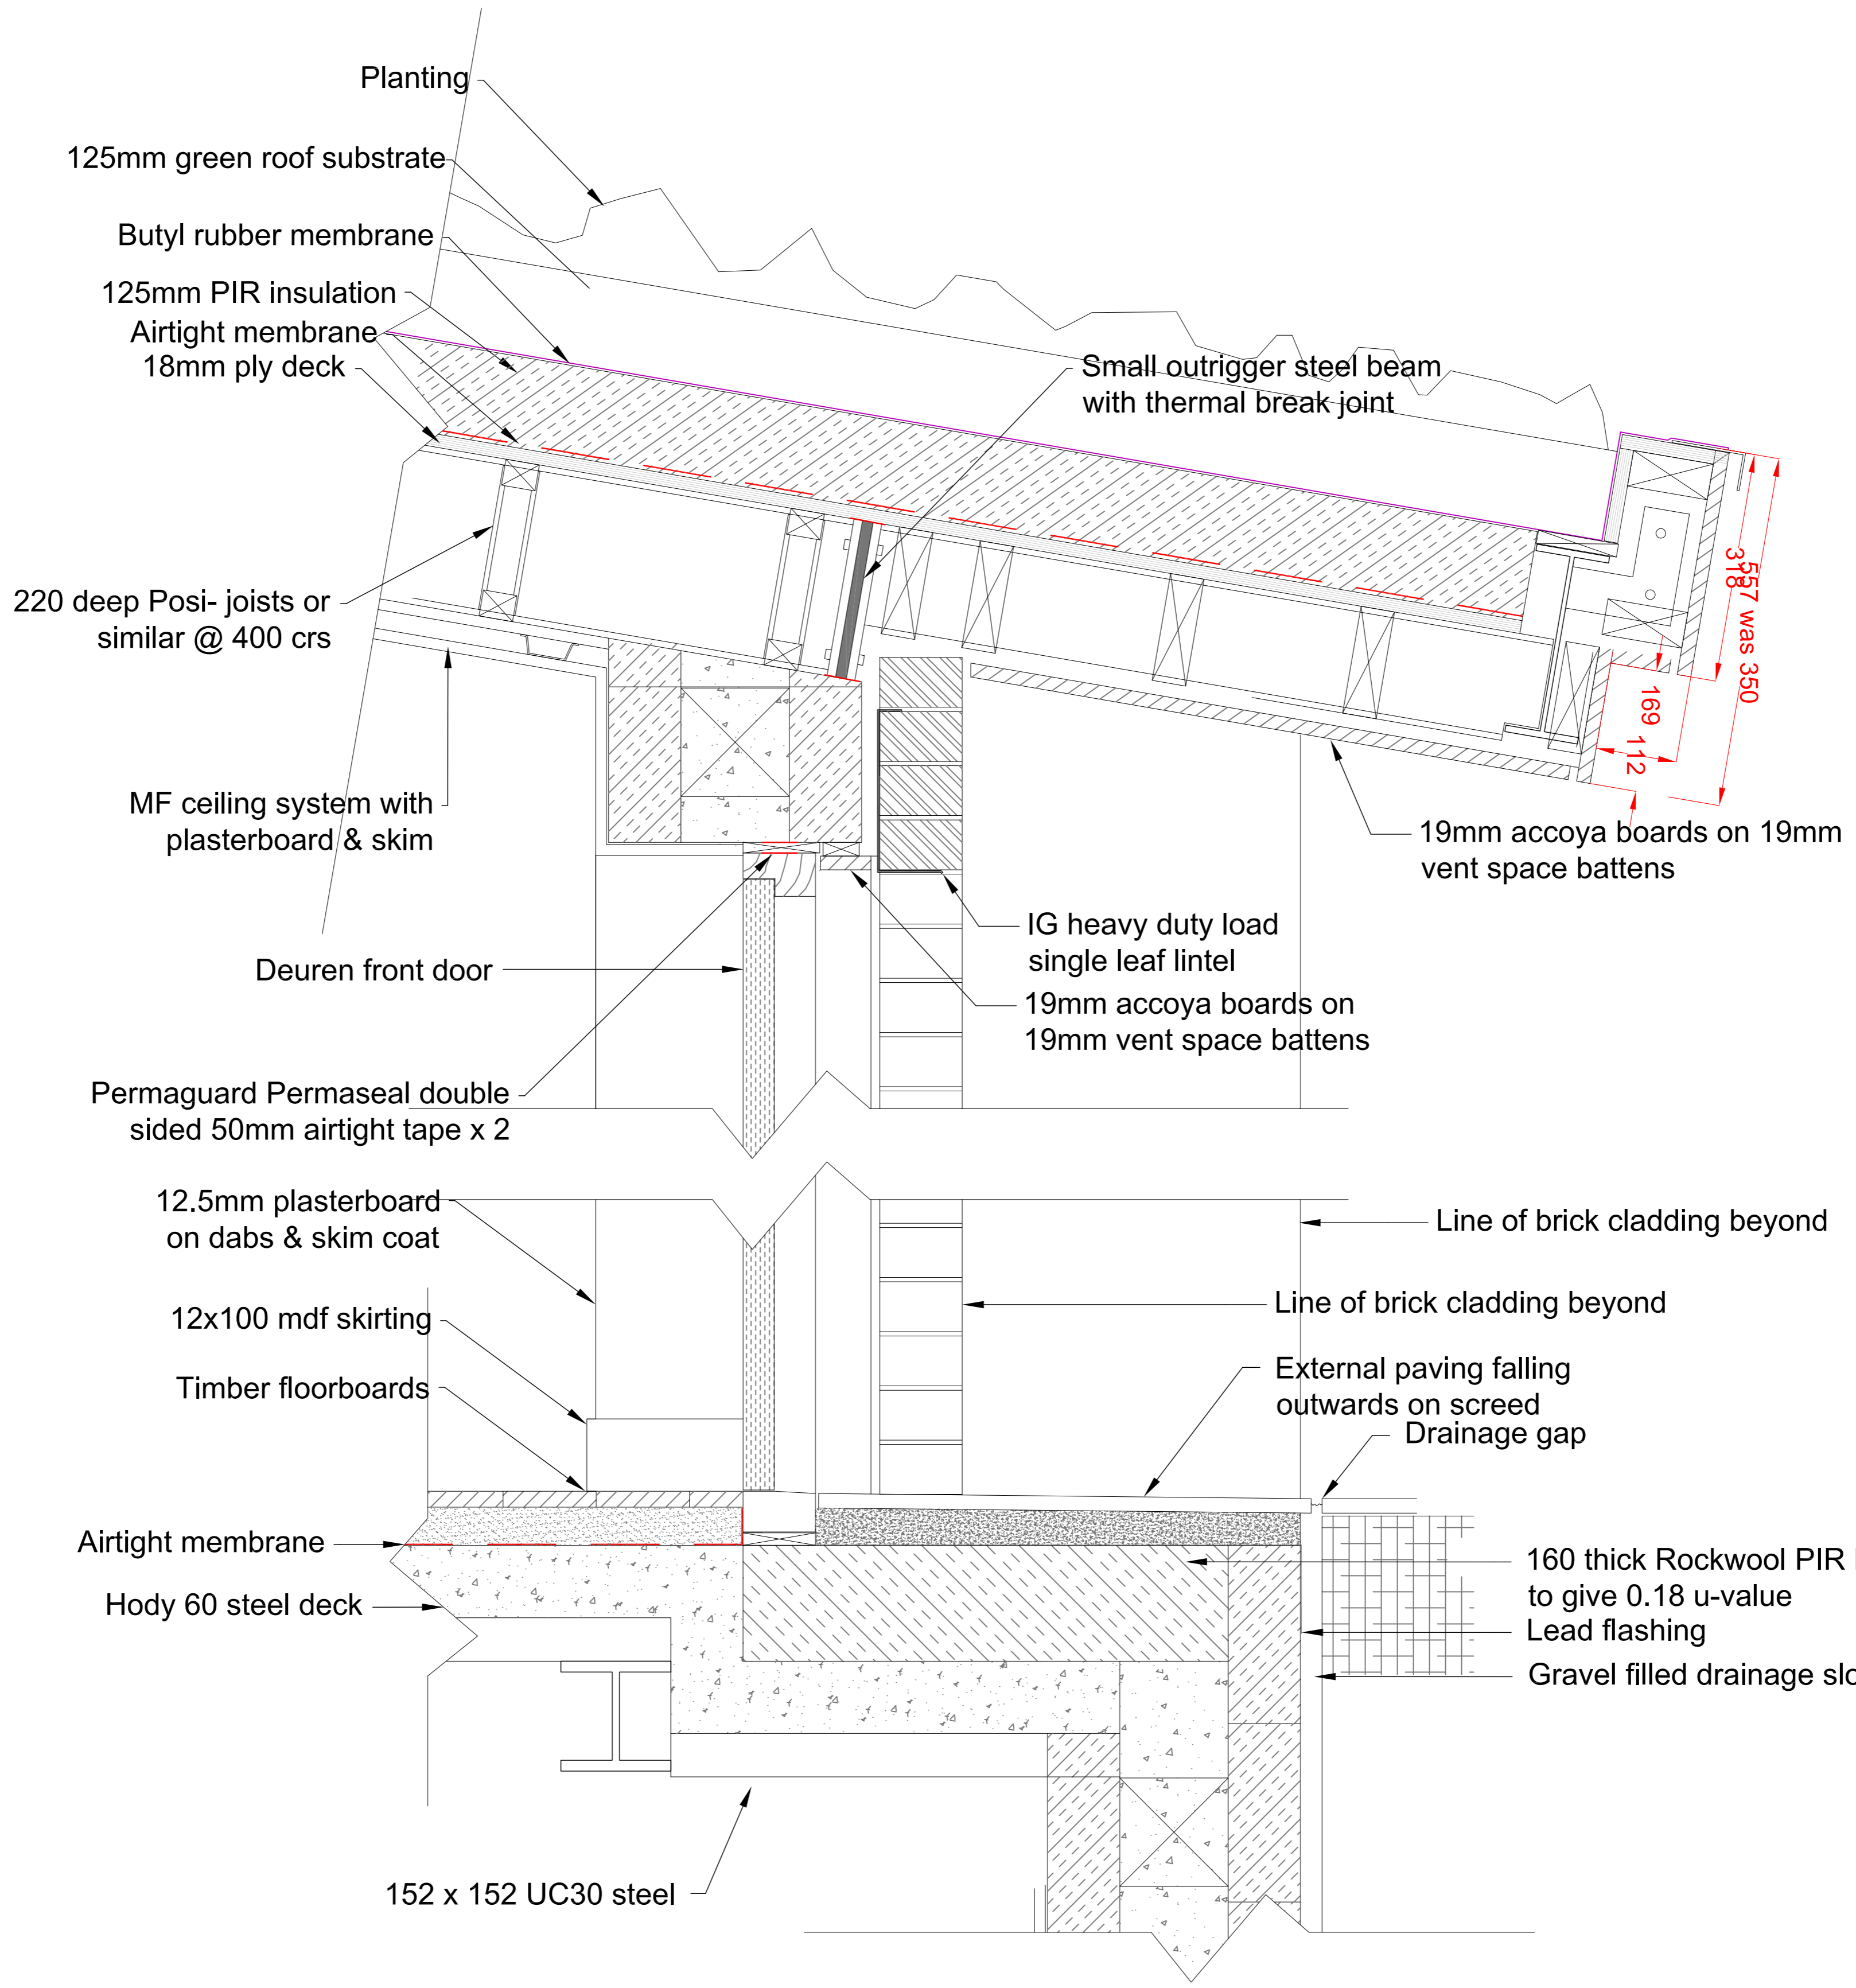 Planting
125mm green roof substrate
Butyl rubber membrane
125mm PIR insulation
Airtight membrane
18mm ply deck
Small outrigger steel beam
with thermal break joint
220 deep Posi- joists or
similar @ 400 crs
318
557 was 350
169
112
MF ceiling system with
plasterboard & skim
19mm accoya boards on 19mm
vent space battens
IG heavy duty load
single leaf lintel
Deuren front door
19mm accoya boards on
19mm vent space battens
Permaguard Permaseal double
sided 50mm airtight tape x 2
12.5mm plasterboard
on dabs & skim coat
Line of brick cladding beyond
12x100 mdf skirting
Line of brick cladding beyond
Timber floorboards
External paving falling
outwards on screed
Drainage gap
Airtight membrane
160 thick Rockwool PIR
to give 0.18 u-value
Hody 60 steel deck
Lead flashing
Gravel filled drainage slo
152 x 152 UC30 steel